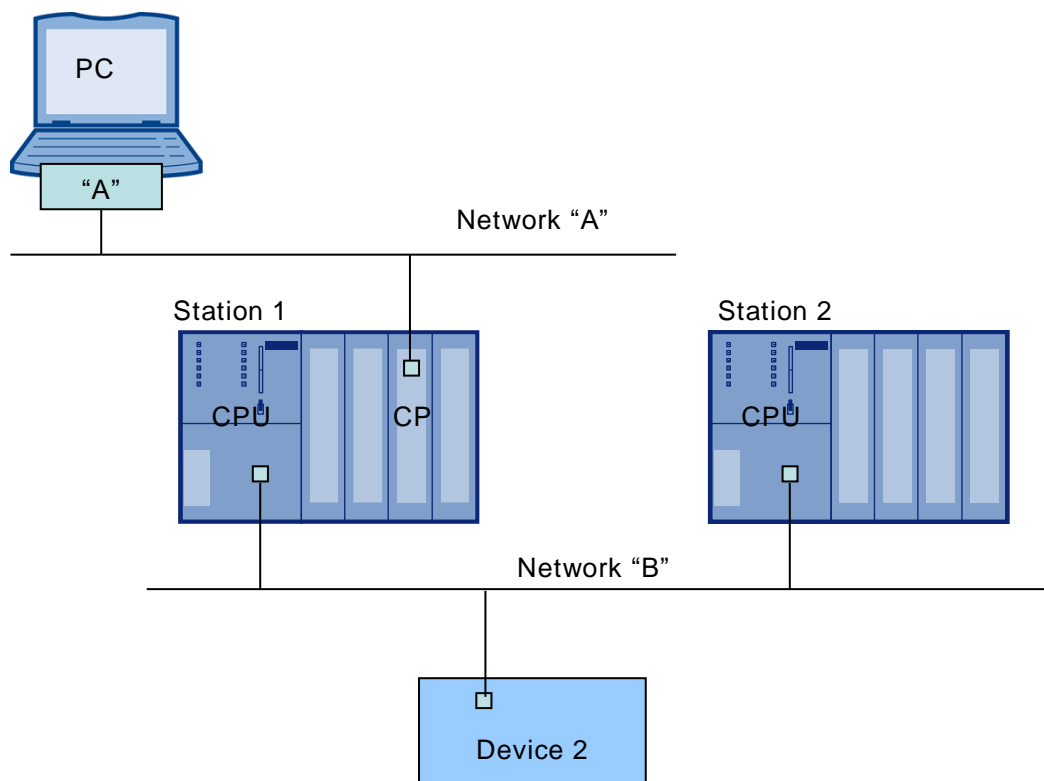 PC
“A”
Network “A”
Station 1
Station 2
CPU
CP
CPU
Network “B”
Device 2